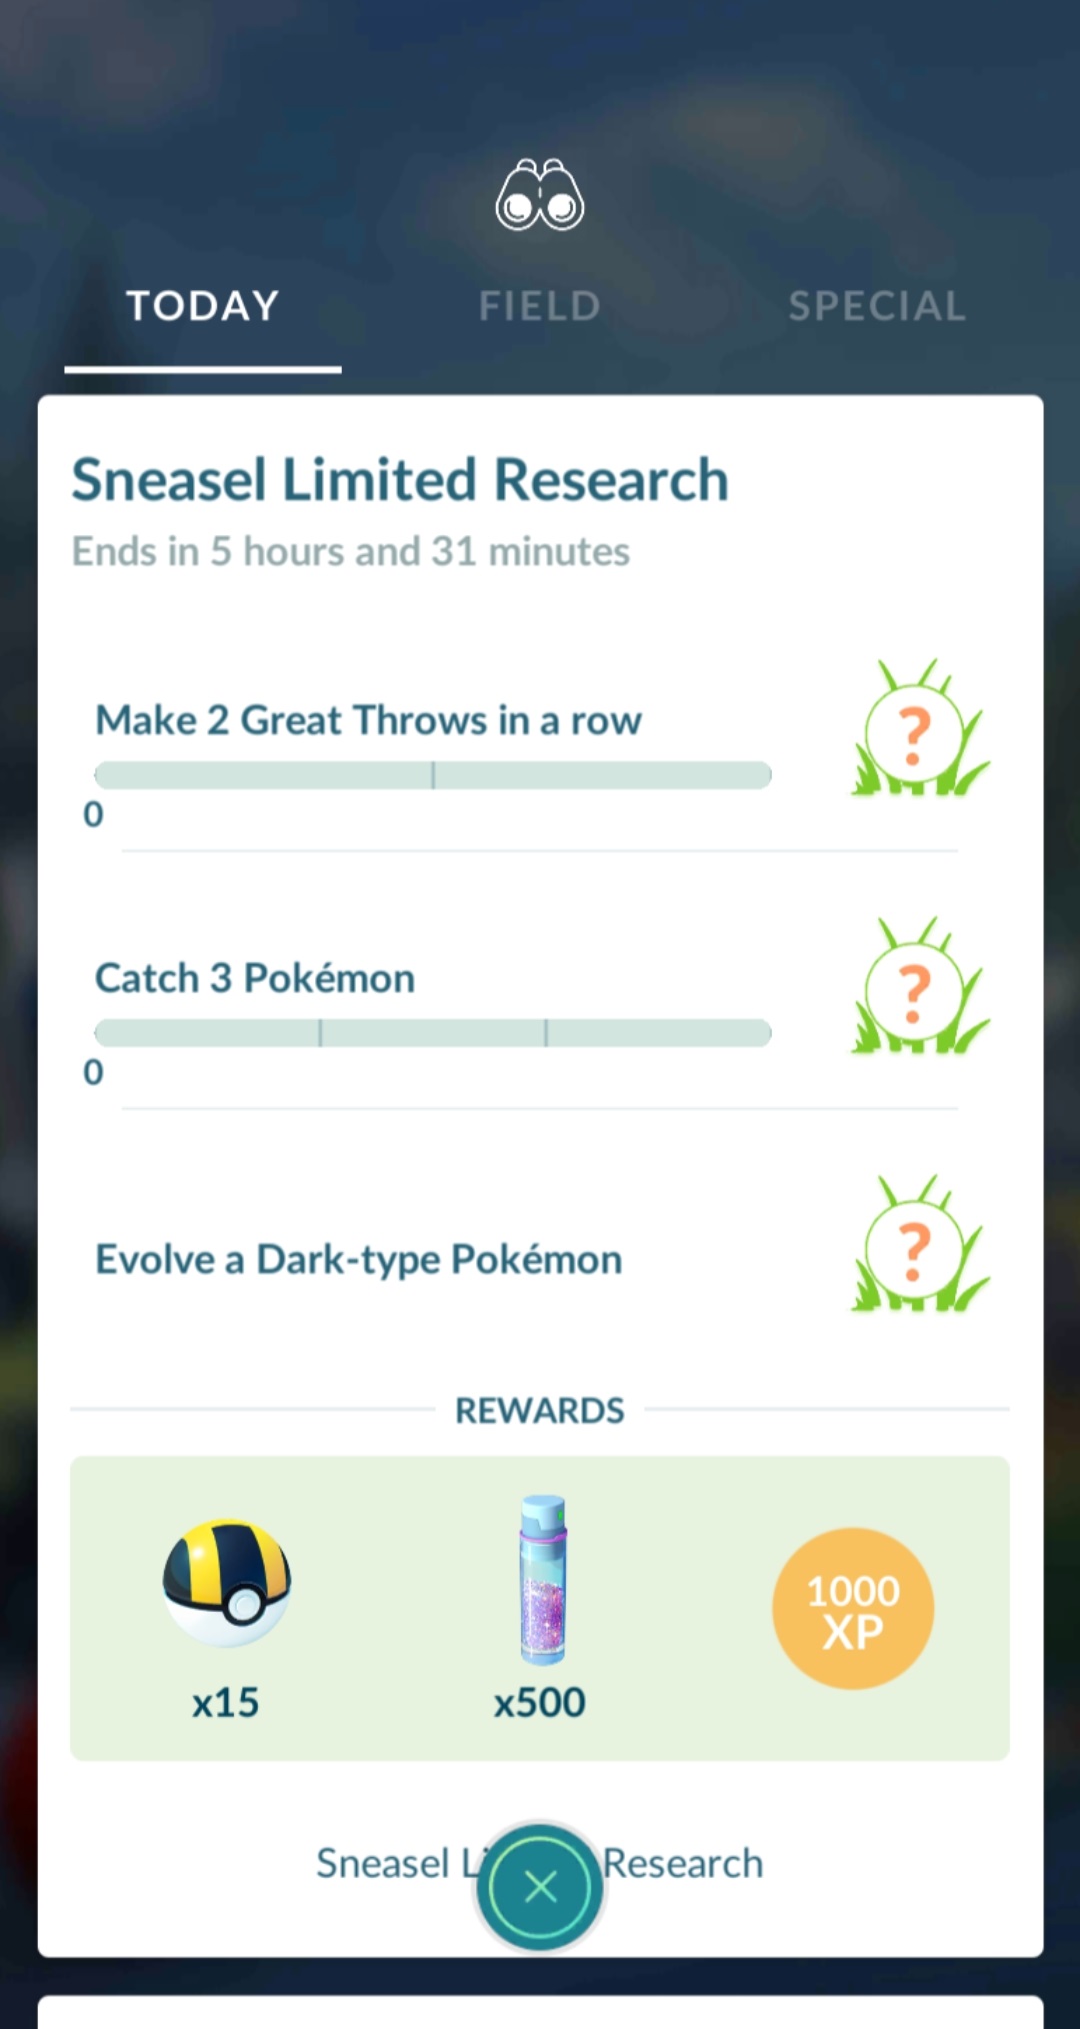 TODAY FIELD SPECIAL
Sneasel Limited Research
Ends in 5 hours and 31 minutes
Make 2 Great Throws in a row
?
0
Catch 3 Pokémon
?
0
Evolve a Dark-type Pokémon
?
REWARDS
1000
XP
x15 x500
Sneasel Research